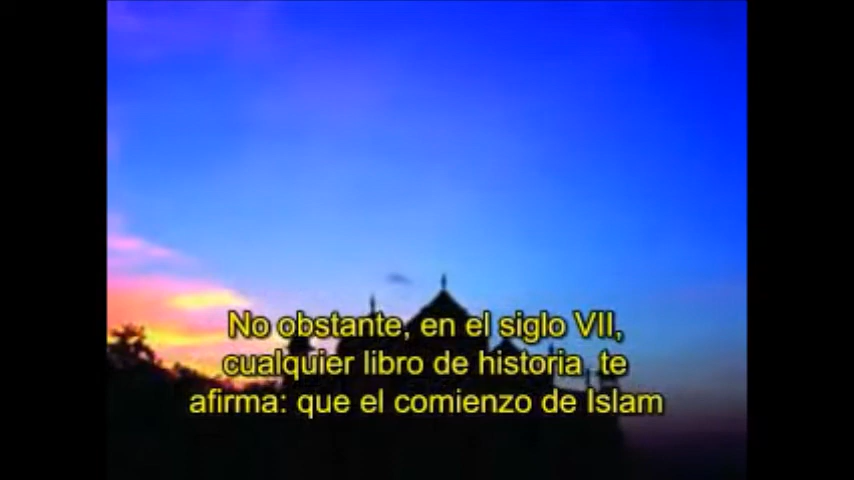 No obstante, en el siglo VII,
cualquier libro de historia te
afirma: que el comienzo de Islam